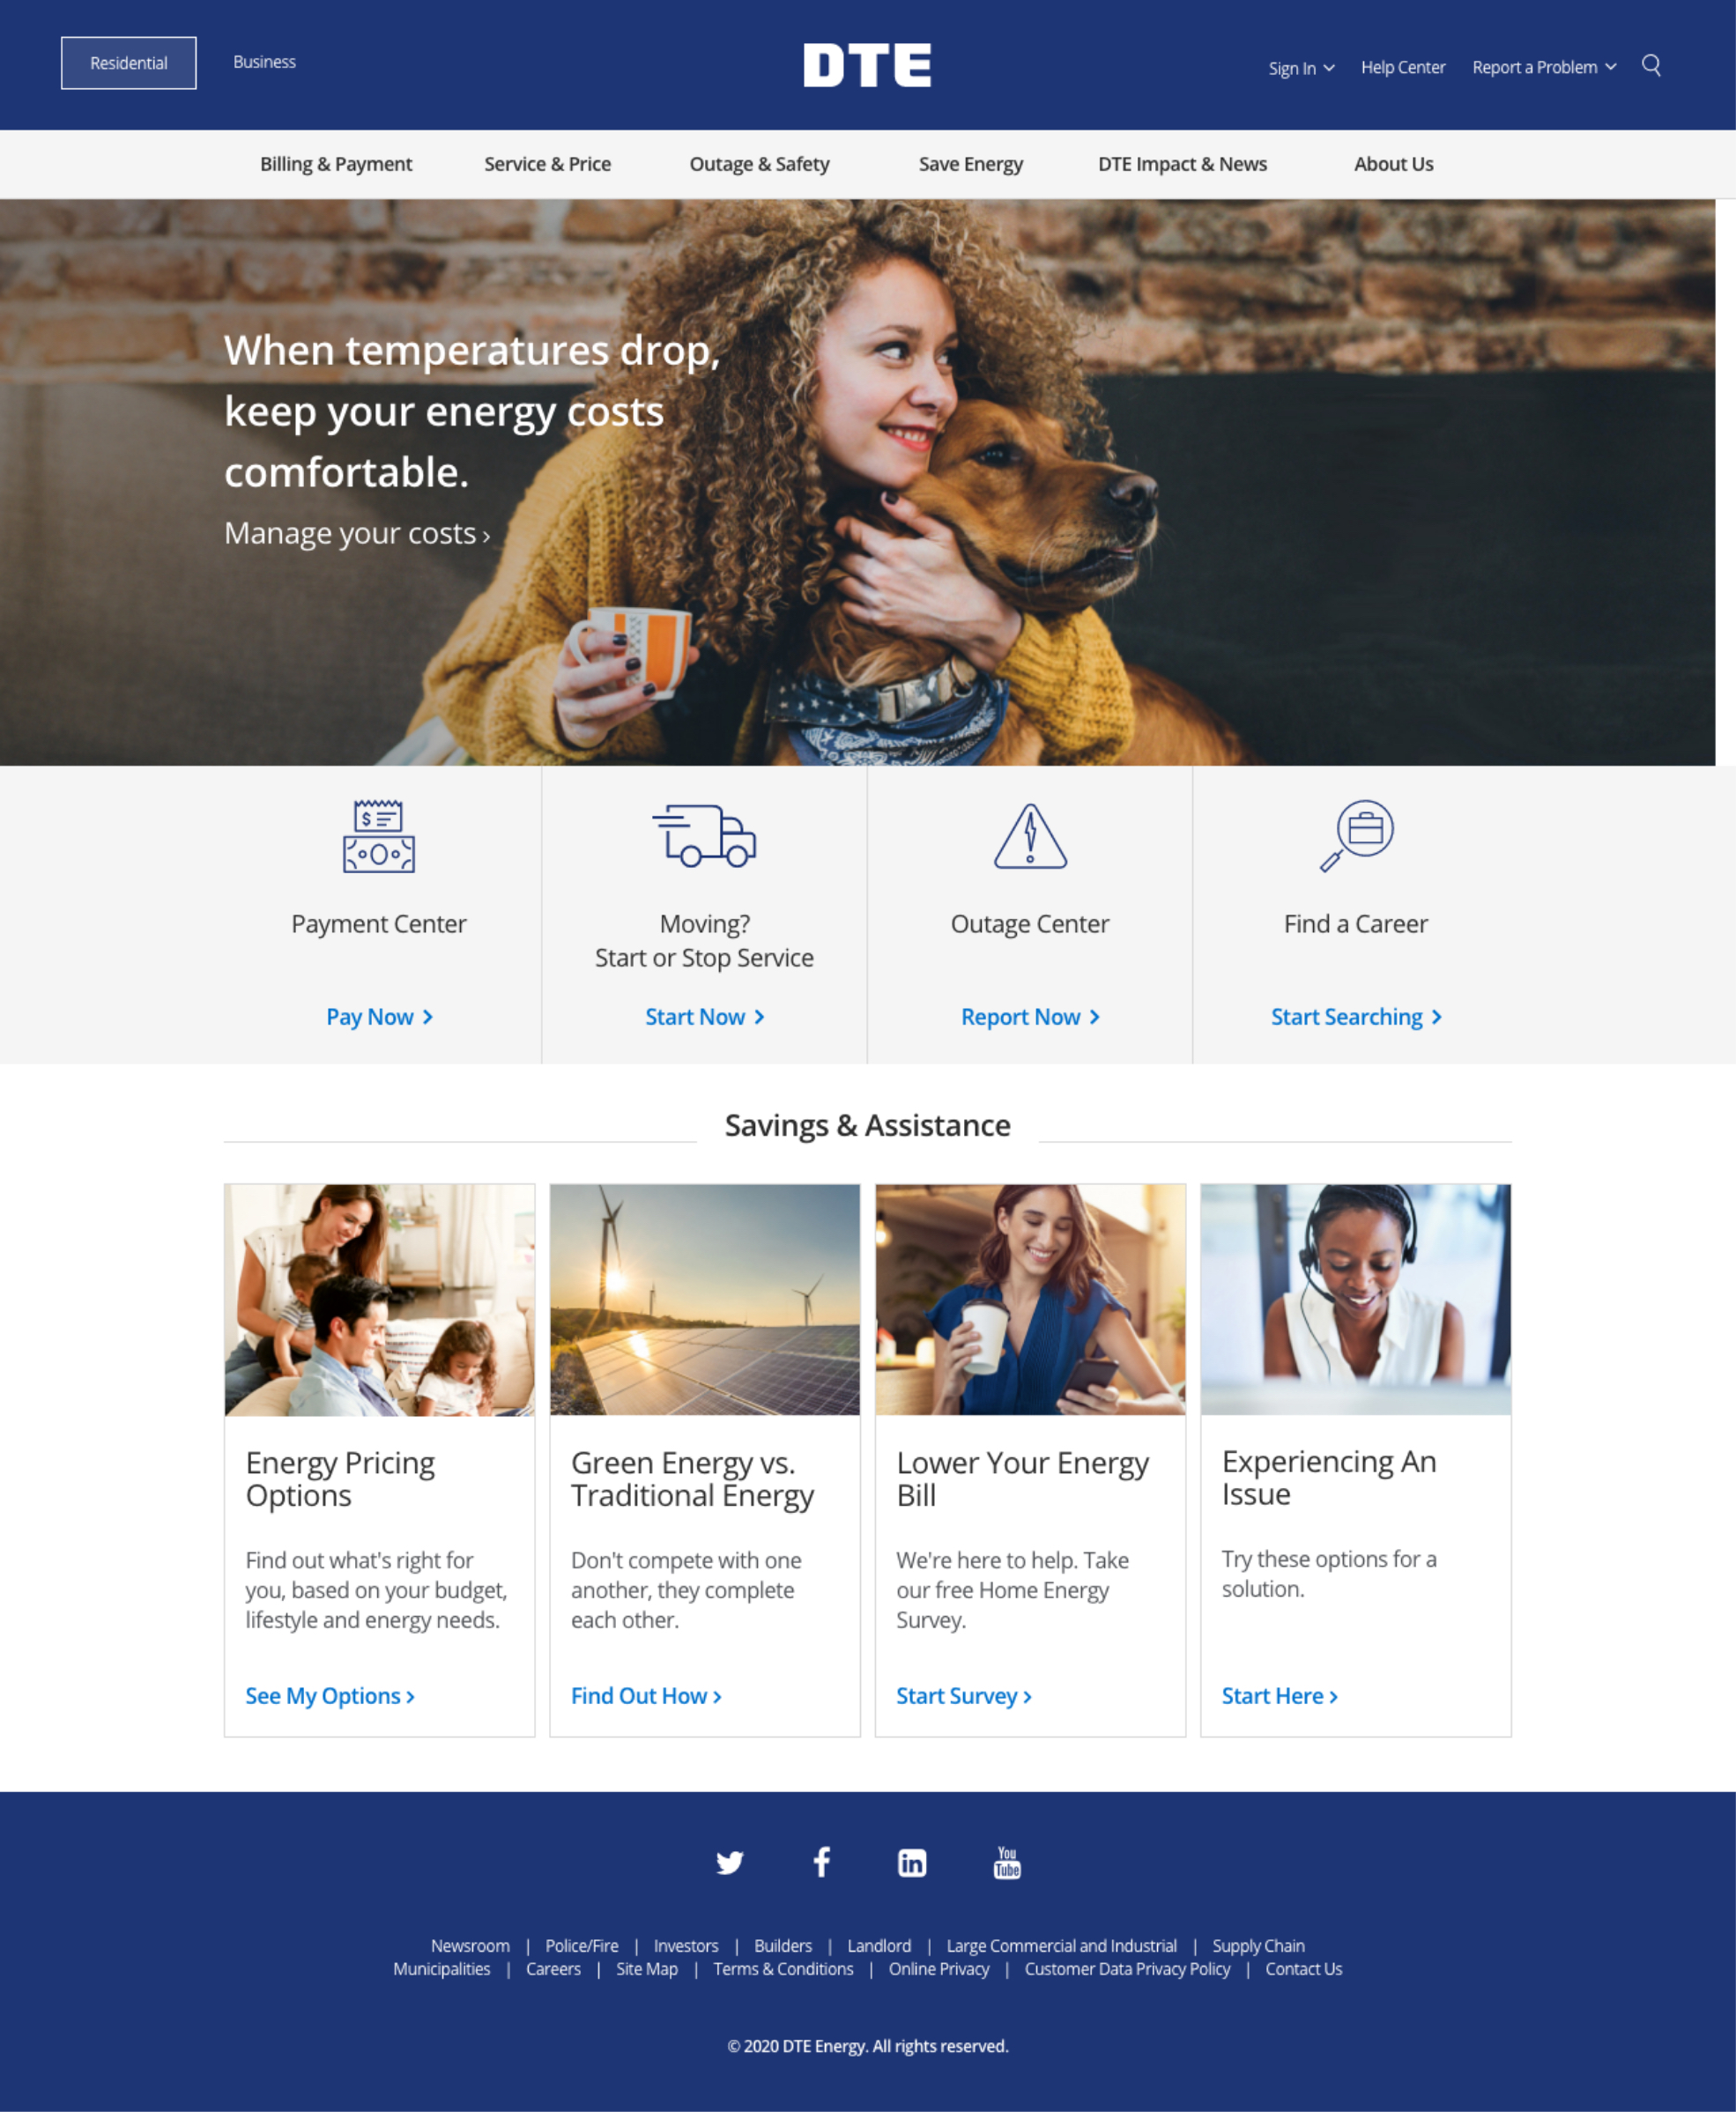 Residential
Business
DTE
Sign In
Help Center
Report a Problem
Billing & Payment
Service & Price
Outage & Safety
Save Energy
DTE Impact & News
About Us
When temperatures drop,
keep your energy costs
comfortable.
Manage your costs ›
Payment Center
Pay Now
Moving?
Start or Stop Service
Start Now
Outage Center
Report Now
Find a Career
Start Searching
Savings & Assistance
Energy Pricing
Options
Find out what's right for
you, based on your budget,
lifestyle and energy needs.
See My Options
Green Energy vs.
Traditional Energy
Don't compete with one
another, they complete
each other.
Find Out How
Lower Your Energy
Bill
We're here to help. Take
our free Home Energy
Survey.
Start Survey
Experiencing An
Issue
Try these options for a
solution.
Start Here
in
You
Tube
Newsroom | Police/Fire | Investors | Builders | Landlord | Large Commercial and Industrial | Supply Chain
Municipalities | Careers | Site Map | Terms & Conditions | Online Privacy | Customer Data Privacy Policy | Contact Us
© 2020 DTE Energy. All rights reserved.